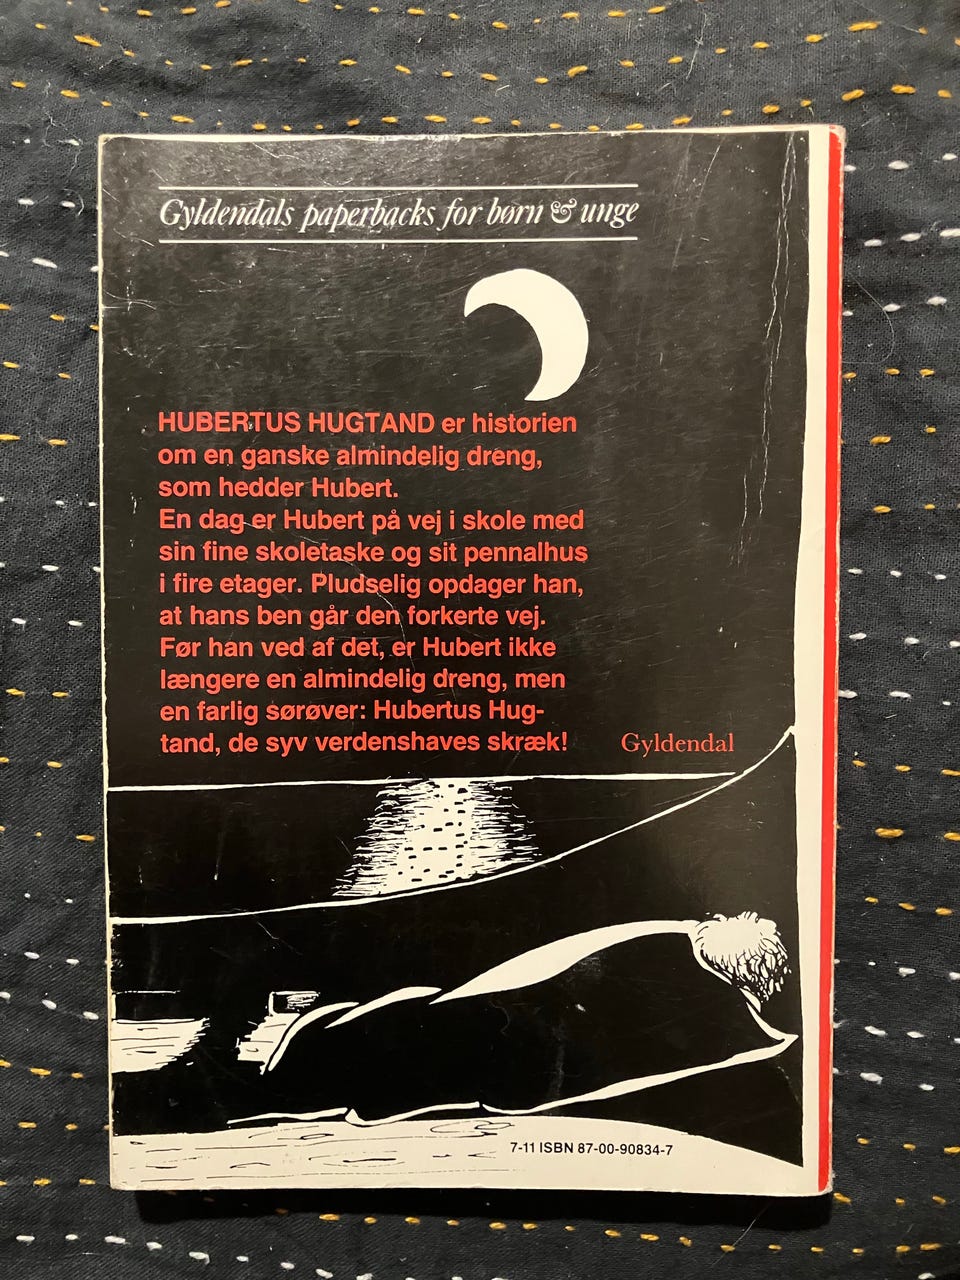 Gyldendals paperbacks for børn & unge
HUBERTUS HUGTAND er historien
om en ganske almindelig dreng,
som hedder Hubert.
En dag er Hubert på vej i skole med
sin fine skoletaske og sit pennalhus
i fire etager. Pludselig opdager han,
at hans ben går den forkerte vej.
Før han ved af det, er Hubert ikke
længere en almindelig dreng, men
en farlig sørøver: Hubertus Hug-
tand, de syv verdenshaves skræk!
Gyldendal
7-11 ISBN 87-00-90834-7